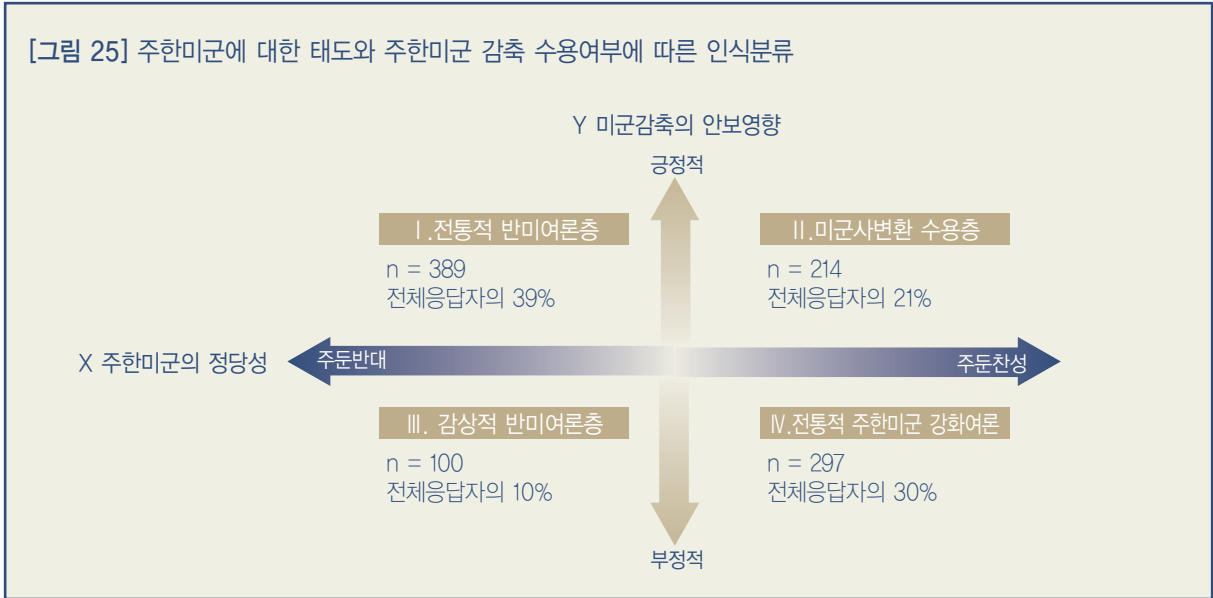 [그림 25] 주한미군에 대한 태도와 주한미군 감축 수용여부에 따른 인식분류
Y 미군감축의 안보영향
긍정적
Ⅰ.전통적 반미여론층
n = 389
전체응답자의 39%
Ⅱ.미군사변환 수용층
n = 214
전체응답자의 21%
X 주한미군의 정당성
주둔반대
주둔찬성
Ⅲ. 감상적 반미여론층
n = 100
전체응답자의 10%
Ⅳ.전통적 주한미군 강화여론
n = 297
전체응답자의 30%
부정적